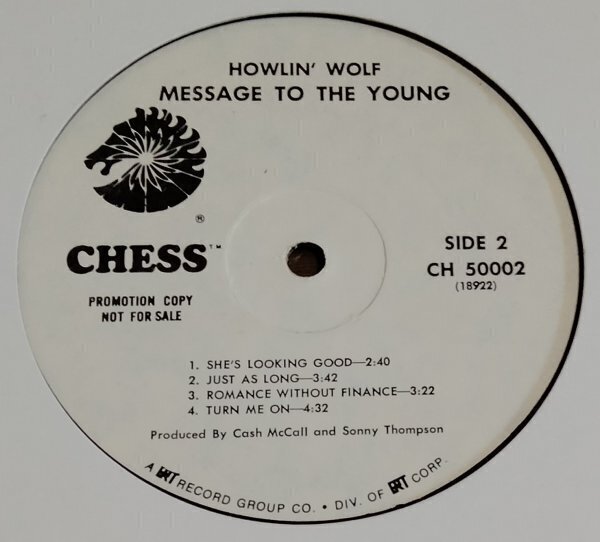 HOWLIN' WOLF
MESSAGE TO THE YOUNG
®
CHESS™
PROMOTION COPY
NOT FOR SALE
SIDE 2
CH 50002
(18922)
1. SHE'S LOOKING GOOD—2:40
2. JUST AS LONG—3:42
3. ROMANCE WITHOUT FINANCE—3:22
4. TURN ME ON—4:32
Produced By Cash McCall and Sonny Thompson
A GRT RECORD GROUP CO. • DIV. OF GRT CORP.